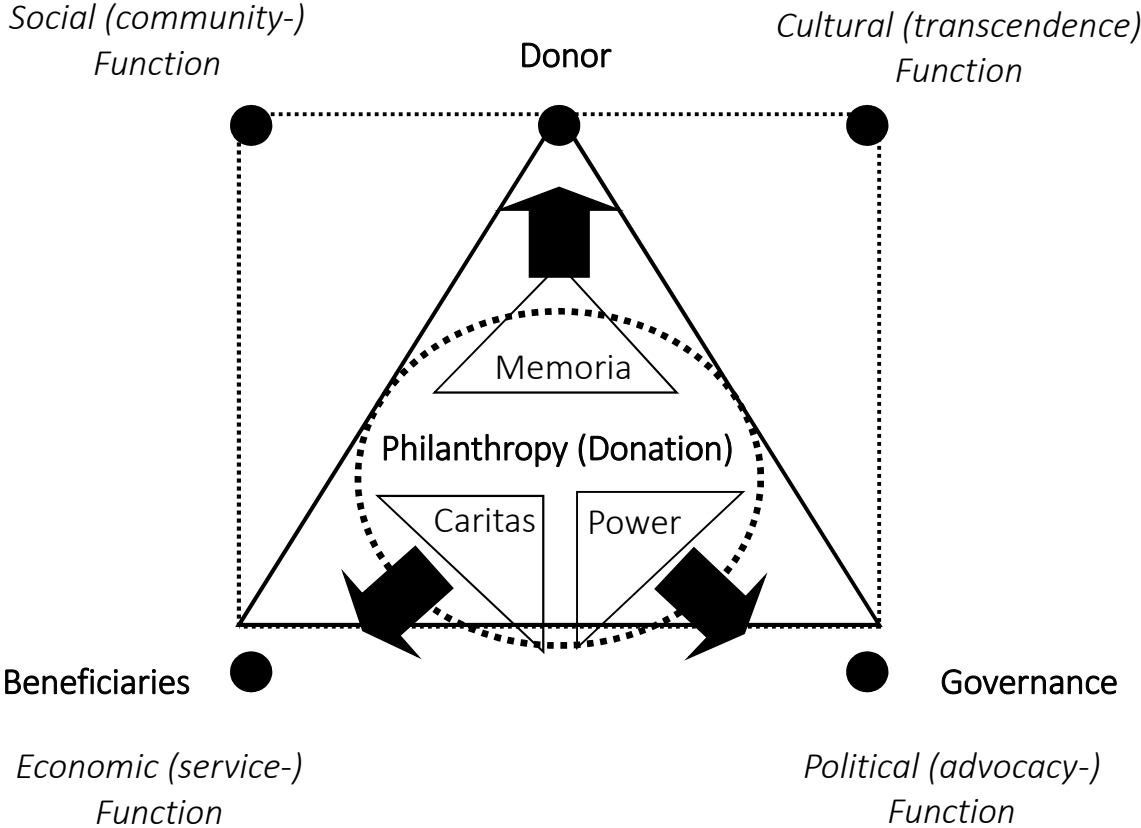 Social (community-)
Function
Donor
Cultural (transcendence)
Function
Memoria
Philanthropy (Donation)
Caritas
Power
Beneficiaries
Governance
Economic (service-)
Function
Political (advocacy-)
Function